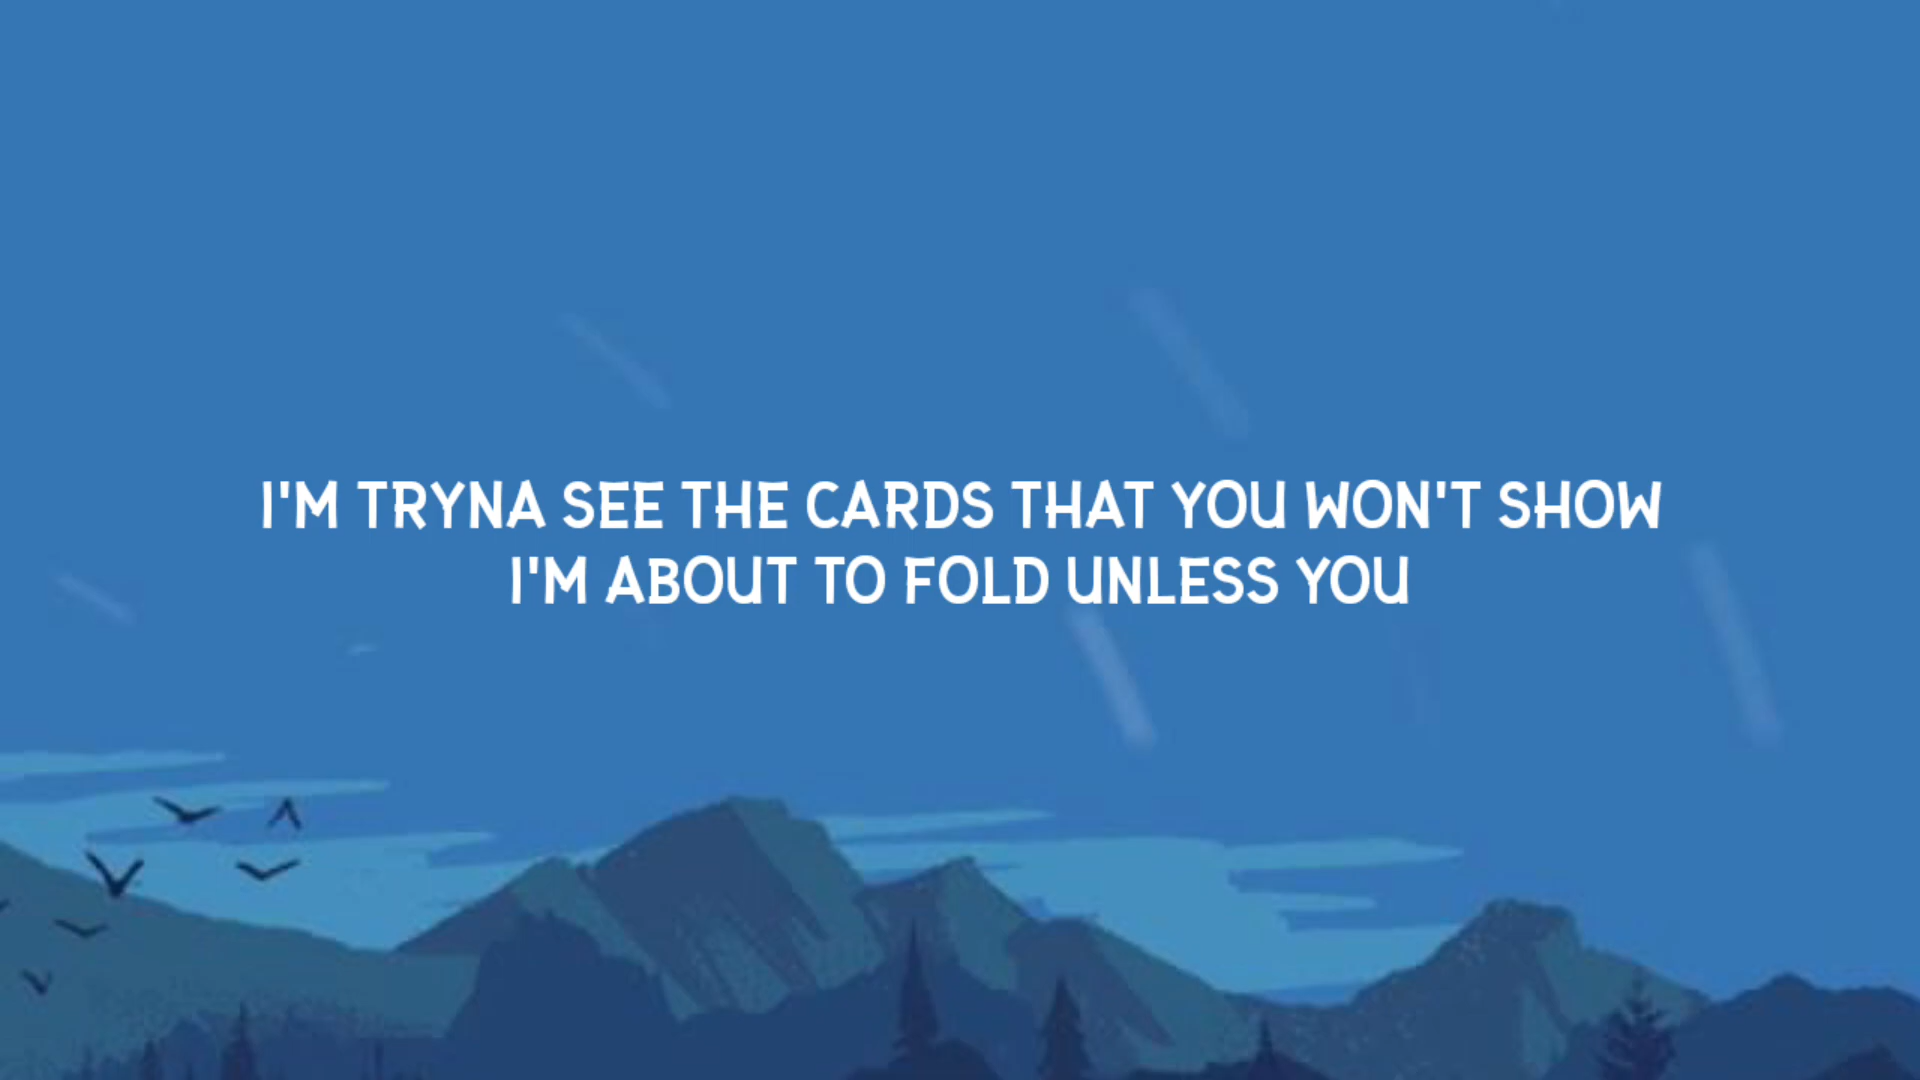 I'M TRYNA SEE THE CARDS THAT YOU WON'T SHOW
I'M ABOUT TO FOLD UNLESS YOU